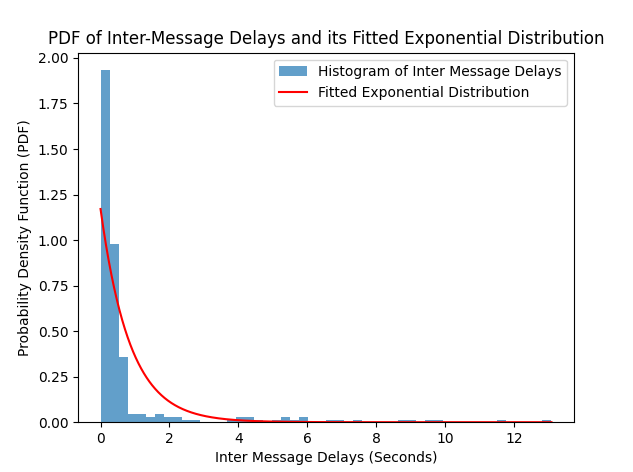 PDF of Inter-Message Delays and its Fitted Exponential Distribution
Histogram of Inter Message Delays
Fitted Exponential Distribution
Probability Density Function (PDF)
2.00
1.75
1.50
1.25
1.00
0.75
0.50
0.25
0.00
0 2 4 6 8 10 12
Inter Message Delays (Seconds)